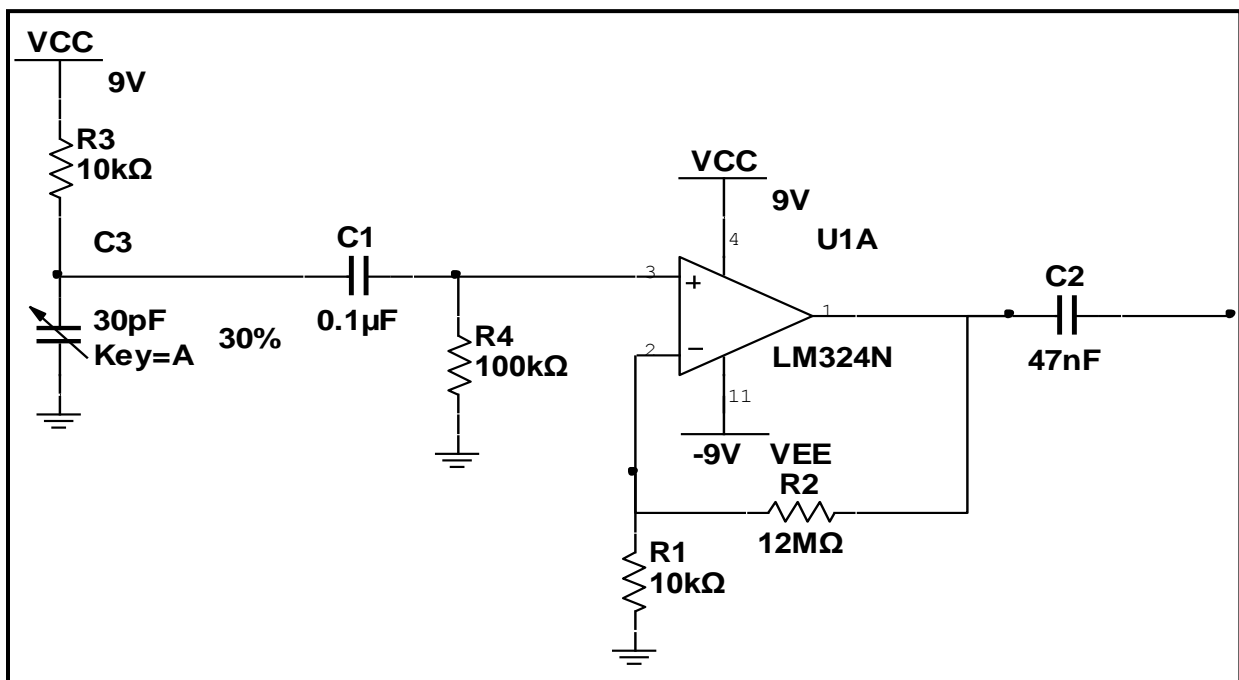 VCC
9V
R3
10kΩ
C3
30pF
Key=A
30%
C1
0.1µF
R4
100kΩ
VCC
9V
4
U1A
3
+
2
−
1
LM324N
11
-9V VEE
C2
47nF
R2
12MΩ
R1
10kΩ